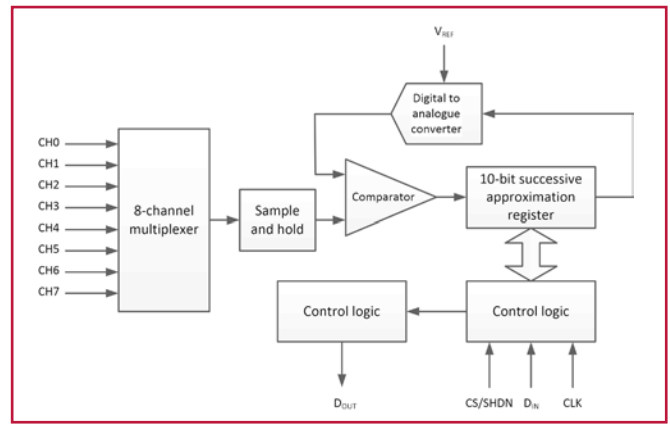 VREF
Digital to
analogue
converter
CH0
CH1
CH2
CH3
CH4
CH5
CH6
CH7
8-channel
multiplexer
Sample
and hold
Comparator
10-bit successive
approximation
register
Control logic
Control logic
DOUT
CS/SHDN
DIN
CLK